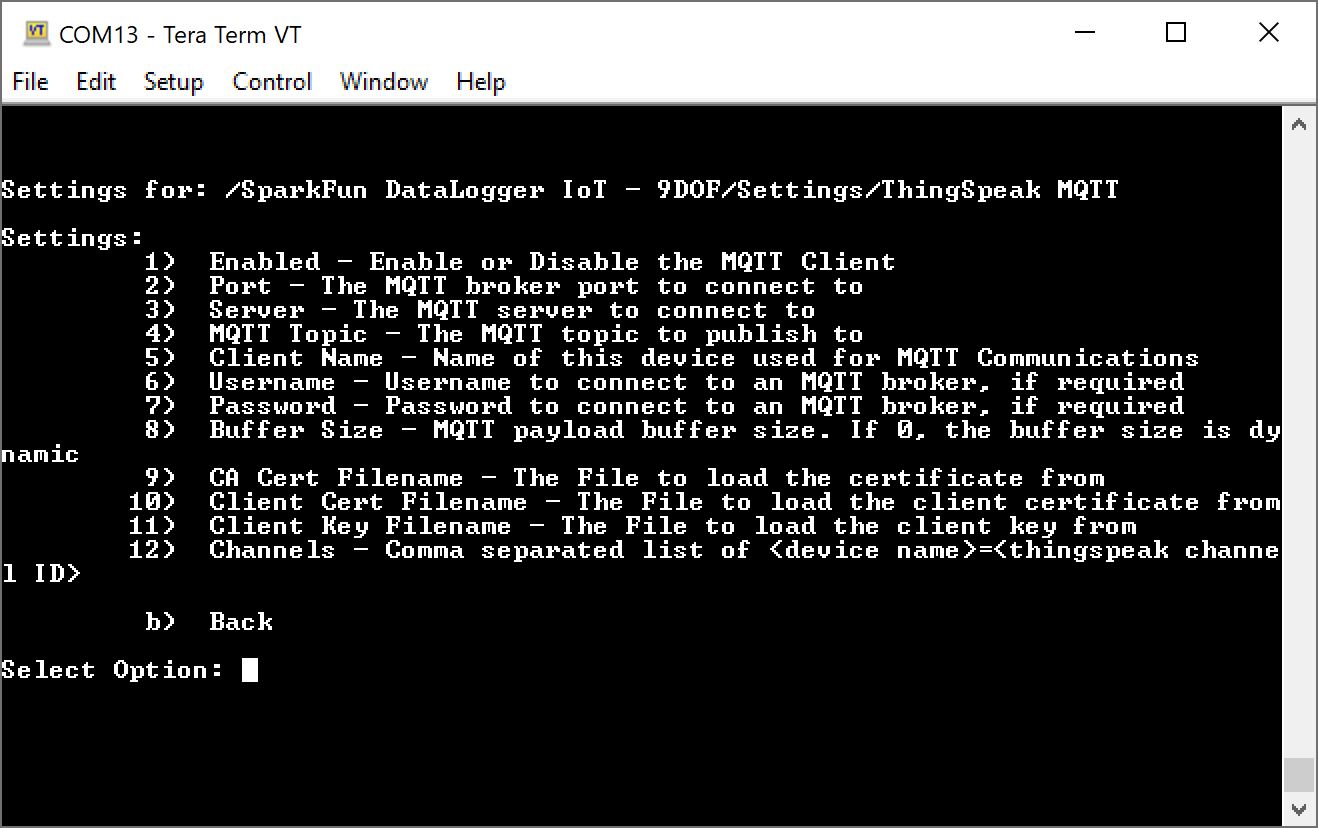 VT COM13 - Tera Term VT
File Edit Setup Control Window Help
Settings for: /SparkFun DataLogger IoT - 9DOF/Settings/ThingSpeak MQTT
Settings:
1) Enabled - Enable or Disable the MQTT Client
2) Port - The MQTT broker port to connect to
3) Server - The MQTT server to connect to
4) MQTT Topic - The MQTT topic to publish to
5) Client Name - Name of this device used for MQTT Communications
6) Username - Username to connect to an MQTT broker, if required
7) Password - Password to connect to an MQTT broker, if required
8) Buffer Size - MQTT payload buffer size. If 0, the buffer size is dy
namic
9) CA Cert Filename - The File to load the certificate from
10) Client Cert Filename - The File to load the client certificate from
11) Client Key Filename - The File to load the client key from
12) Channels - Comma separated list of <device name>=<thingspeak channe
l ID>
b) Back
Select Option: